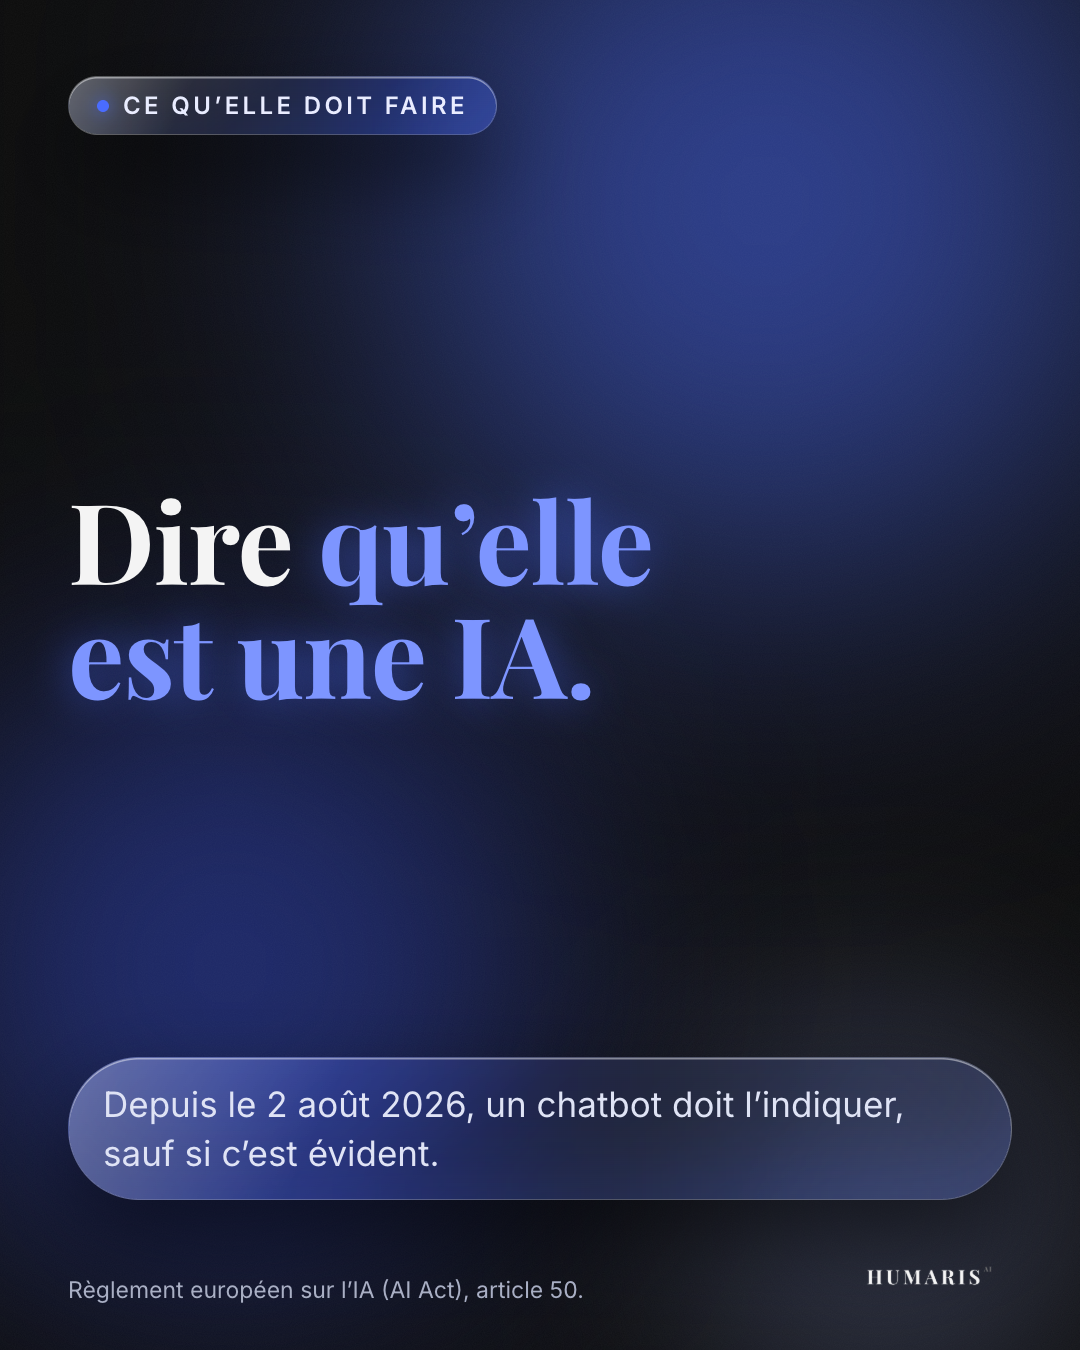 CE QU’ELLE DOIT FAIRE
Dire qu’elle
est une IA.
Depuis le 2 août 2026, un chatbot doit l’indiquer,
sauf si c’est évident.
Règlement européen sur l’IA (AI Act), article 50.
HUMARIS AI